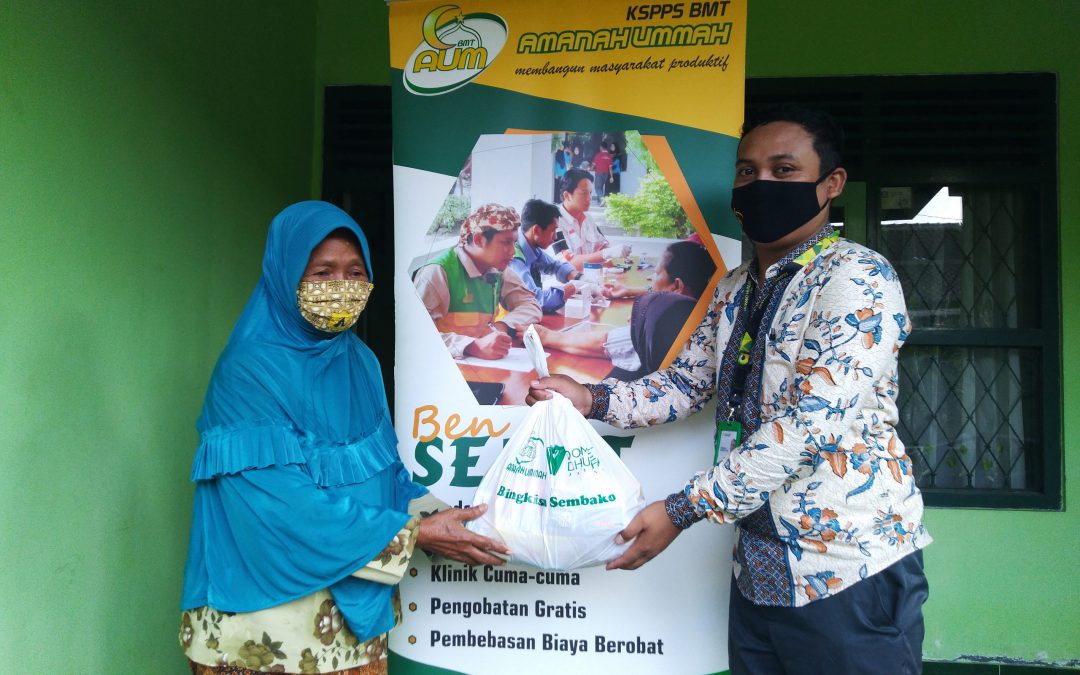 KSPPS BMT
AMANAH UMMAH
membangun masyarakat produktif
BMT
AUM
Ben
SE
AMANAH UMMAH
Bingkisan Sembako
Klinik Cuma-cuma
Pengobatan Gratis
Pembebasan Biaya Berobat